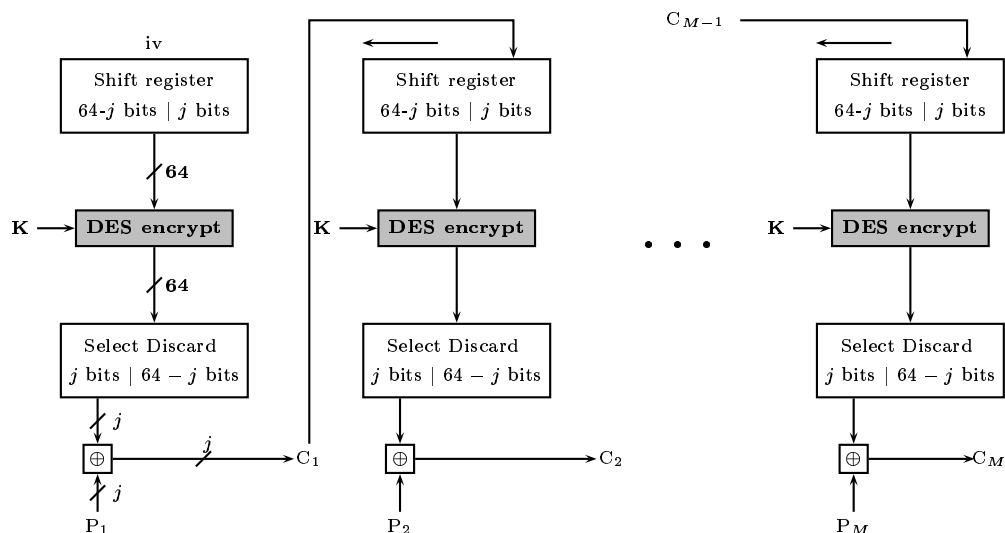 C_{M−1}
iv
Shift register
64-j bits | j bits
Shift register
64-j bits | j bits
Shift register
64-j bits | j bits
64
K
DES encrypt
K
DES encrypt
K
DES encrypt
• • •
64
Select Discard
j bits | 64 − j bits
Select Discard
j bits | 64 − j bits
Select Discard
j bits | 64 − j bits
j
⊕
j
C_1
⊕
C_2
⊕
C_M
j
P_1
P_2
P_M